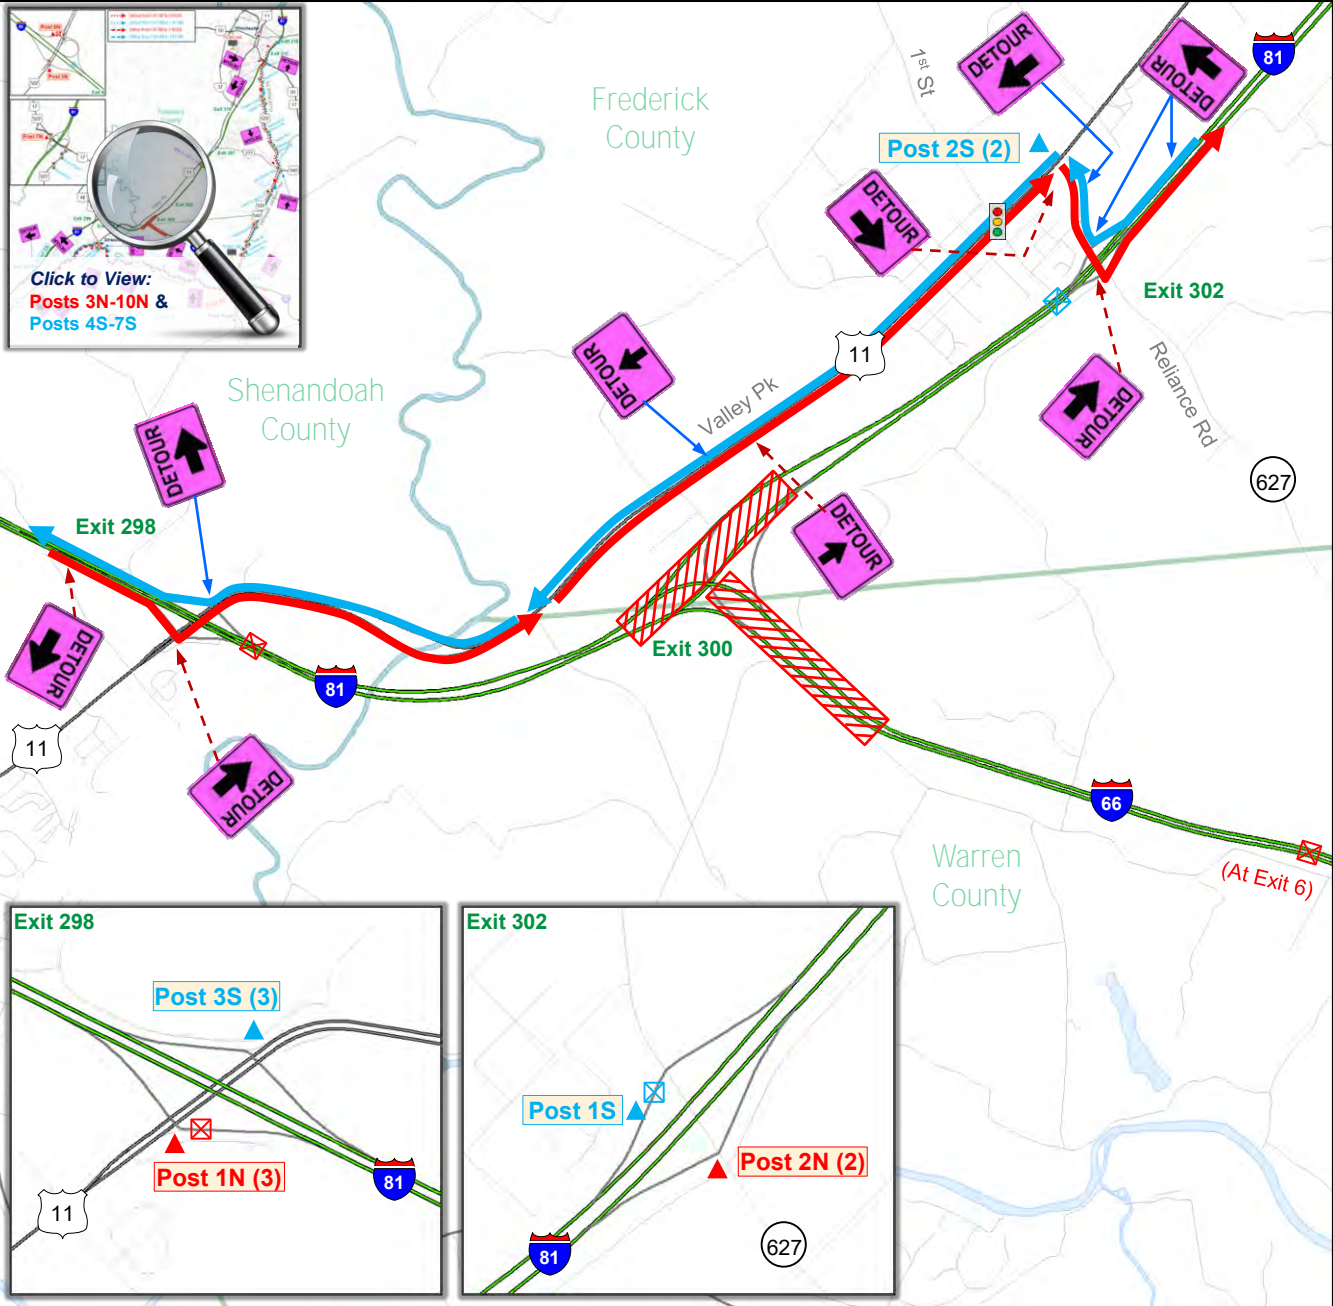 Click to View:
Posts 3N-10N &
Posts 4S-7S
Frederick
County
1st St
DETOUR
DETOUR
81
Post 2S (2)
DETOUR
Exit 302
11
Reliance Rd
DETOUR
Shenandoah
County
DETOUR
Valley Pk
DETOUR
627
Exit 298
DETOUR
DETOUR
Exit 300
81
11
DETOUR
66
Warren
County
(At Exit 6)
Exit 298
Post 3S (3)
Post 1N (3)
81
11
Exit 302
Post 1S
Post 2N (2)
81
627